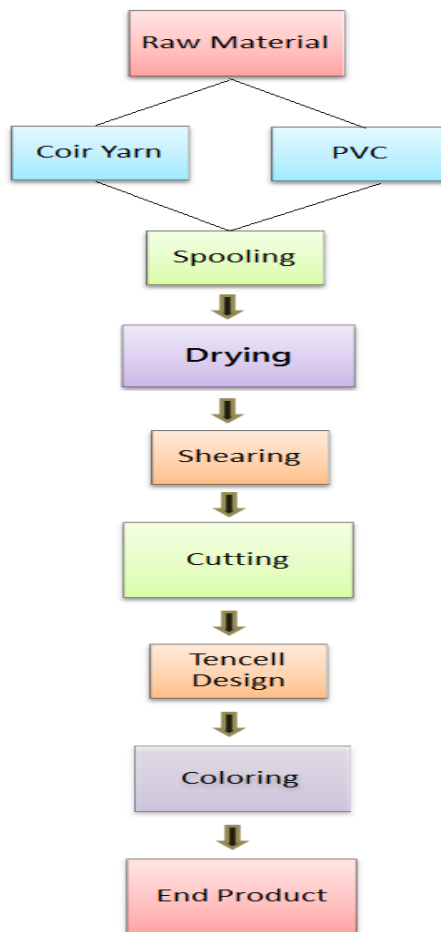 Raw Material
Coir Yarn
PVC
Spooling
Drying
Shearing
Cutting
Tencell
Design
Coloring
End Product